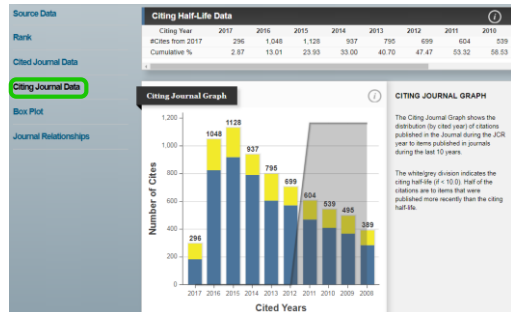 Source Data
Rank
Cited Journal Data
Citing Journal Data
Box Plot
Journal Relationships
Citing Half-Life Data
i
Citing Year 2017 2016 2015 2014 2013 2012 2011 2010
#Cites from 2017 296 1,048 1,128 937 795 699 604 539
Cumulative % 2.87 13.01 23.93 33.00 40.70 47.47 53.32 58.53
Citing Journal Graph
i
1,200
1,000
800
600
400
200
0
Number of Cites
296
1048
1128
937
795
699
604
539
495
389
2017 2016 2015 2014 2013 2012 2011 2010 2009 2008
Cited Years
CITING JOURNAL GRAPH
The Citing Journal Graph shows the
distribution (by cited year) of citations
published in the Journal during the JCR
year to items published in journals
during the last 10 years.
The white/grey division indicates the
citing half-life (if < 10.0). Half of the
citations are to items that were
published more recently than the citing
half-life.